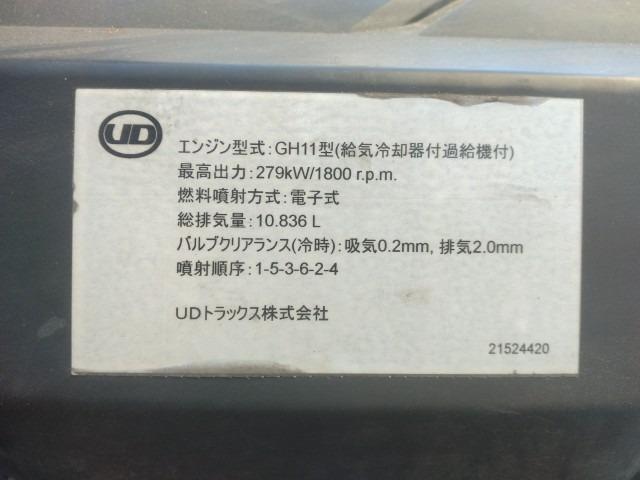 UD
エンジン型式:GH11型(給気冷却器付過給機付)
最高出力:279kW/1800 r.p.m.
燃料噴射方式:電子式
総排気量:10.836 L
バルブクリアランス(冷時):吸気0.2mm, 排気2.0mm
噴射順序:1-5-3-6-2-4
UDトラックス株式会社
21524420